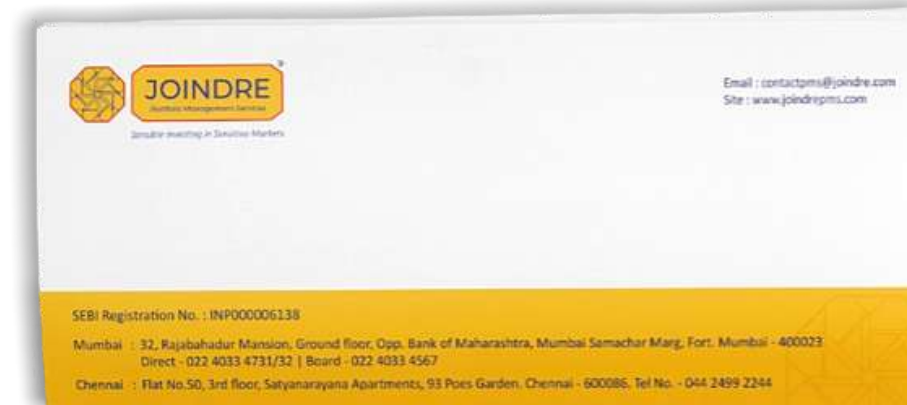 JOINDRE
Portfolio Management Services
Sensible investing in Sensitive Markets
Email : contactpms@joindre.com
Site : www.joindrepms.com
SEBI Registration No. : INP000006138
Mumbai : 32, Rajabahadur Mansion, Ground floor, Opp. Bank of Maharashtra, Mumbai Samachar Marg, Fort. Mumbai - 400023
Direct - 022 4033 4731/32 | Board - 022 4033 4567
Chennai : Flat No.50, 3rd floor, Satyanarayana Apartments, 93 Poes Garden. Chennai - 600086. Tel No. - 044 2499 2244